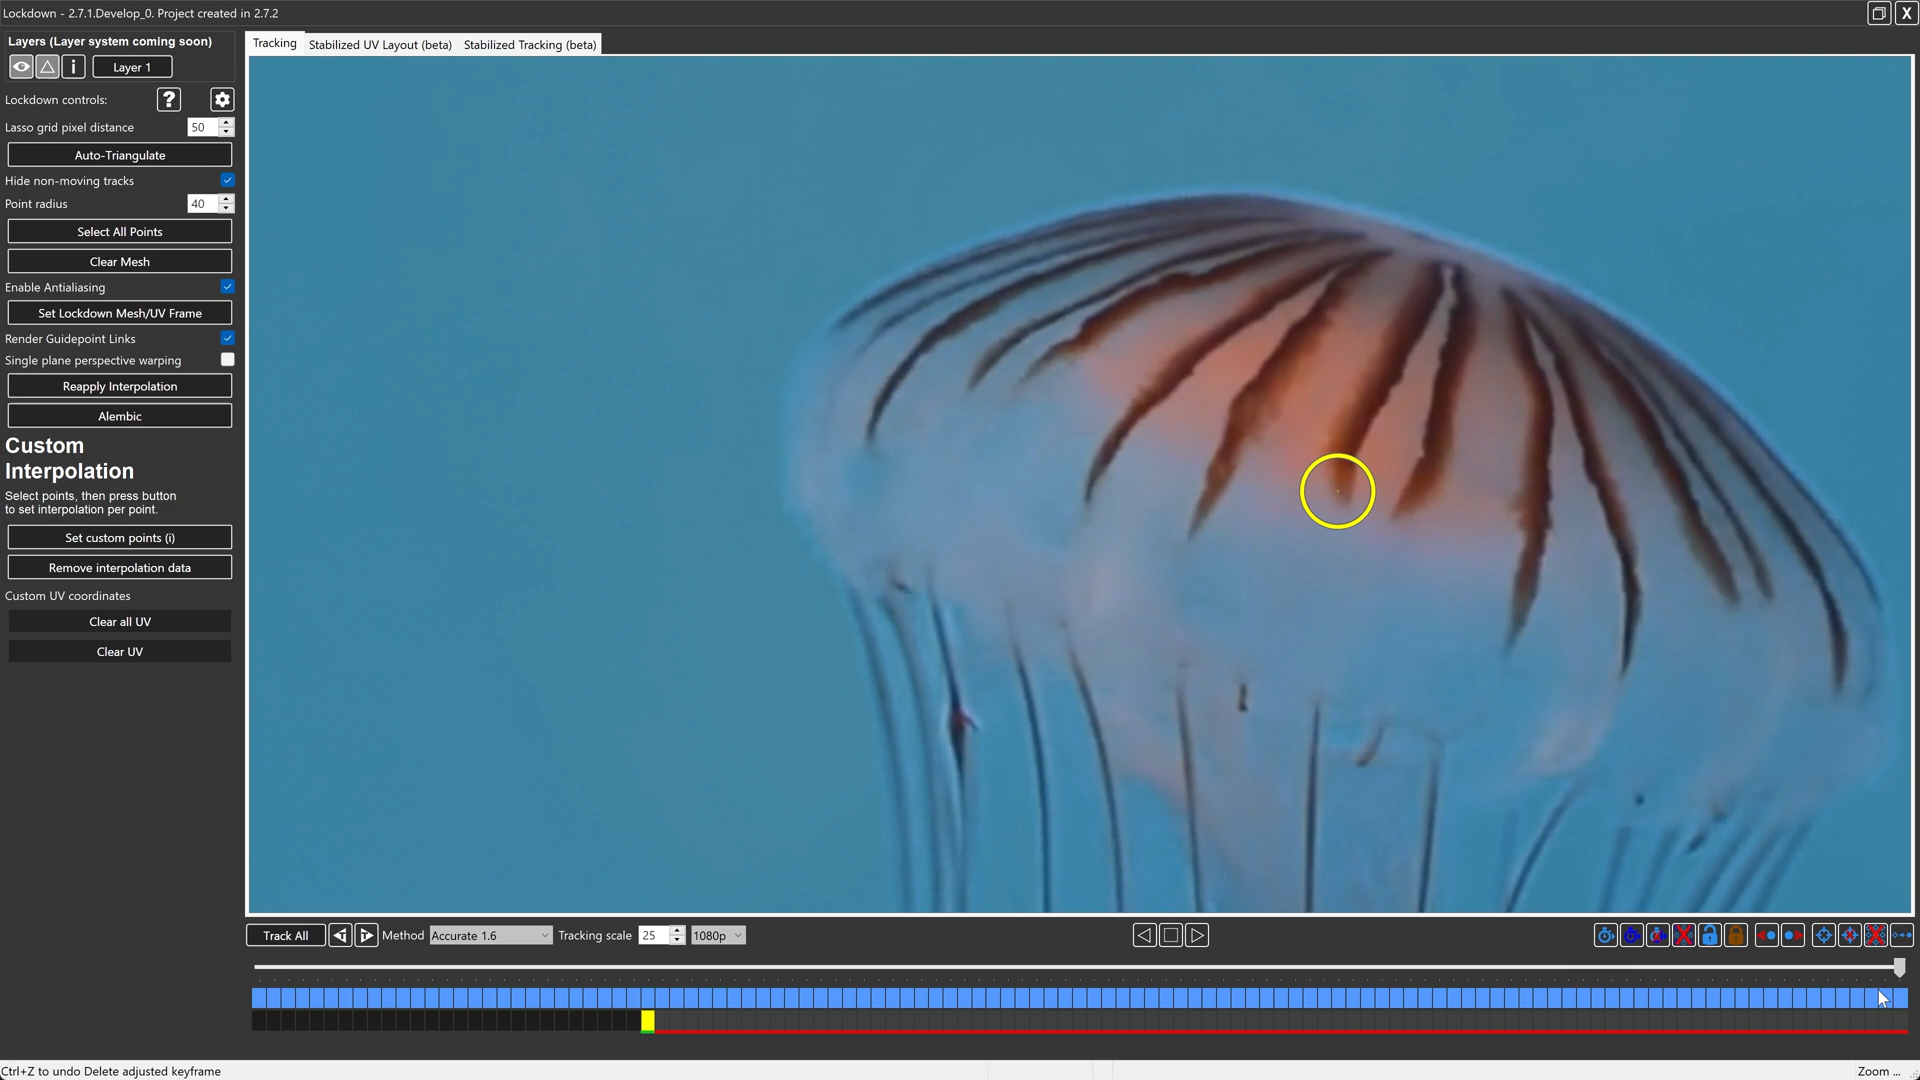 Lockdown - 2.7.1.Develop_0. Project created in 2.7.2
X
Layers (Layer system coming soon)
i
Layer 1
Tracking
Stabilized UV Layout (beta)
Stabilized Tracking (beta)
Lockdown controls:
?
Lasso grid pixel distance
50
Auto-Triangulate
Hide non-moving tracks
Point radius
40
Select All Points
Clear Mesh
Enable Antialiasing
Set Lockdown Mesh/UV Frame
Render Guidepoint Links
Single plane perspective warping
Reapply Interpolation
Alembic
Custom
Interpolation
Select points, then press button
to set interpolation per point.
Set custom points (i)
Remove interpolation data
Custom UV coordinates
Clear all UV
Clear UV
Track All
Method
Accurate 1.6
Tracking scale
25
1080p
Ctrl+Z to undo Delete adjusted keyframe
Zoom ...